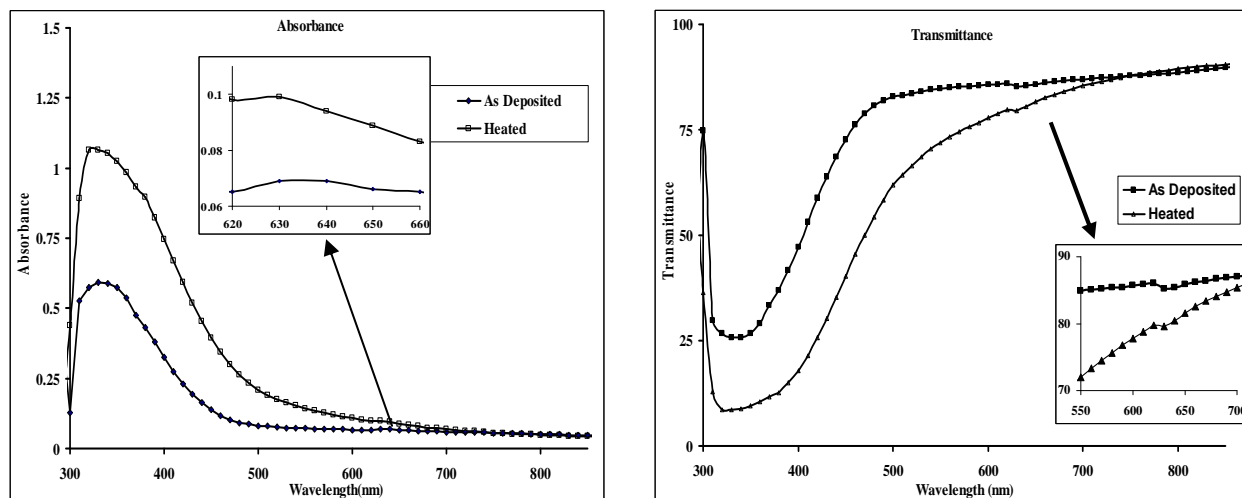 Absorbance
1.5
1.25
1
0.75
0.5
0.25
0
Absorbance
300 400 500 600 700 800
Wavelength(nm)
0.1
0.08
0.06
620 630 640 650 660
As Deposited
Heated
Transmittance
100
75
50
25
0
Transmittance
300 400 500 600 700 800
Wavelength (nm)
As Deposited
Heated
90
80
70
550 600 650 700